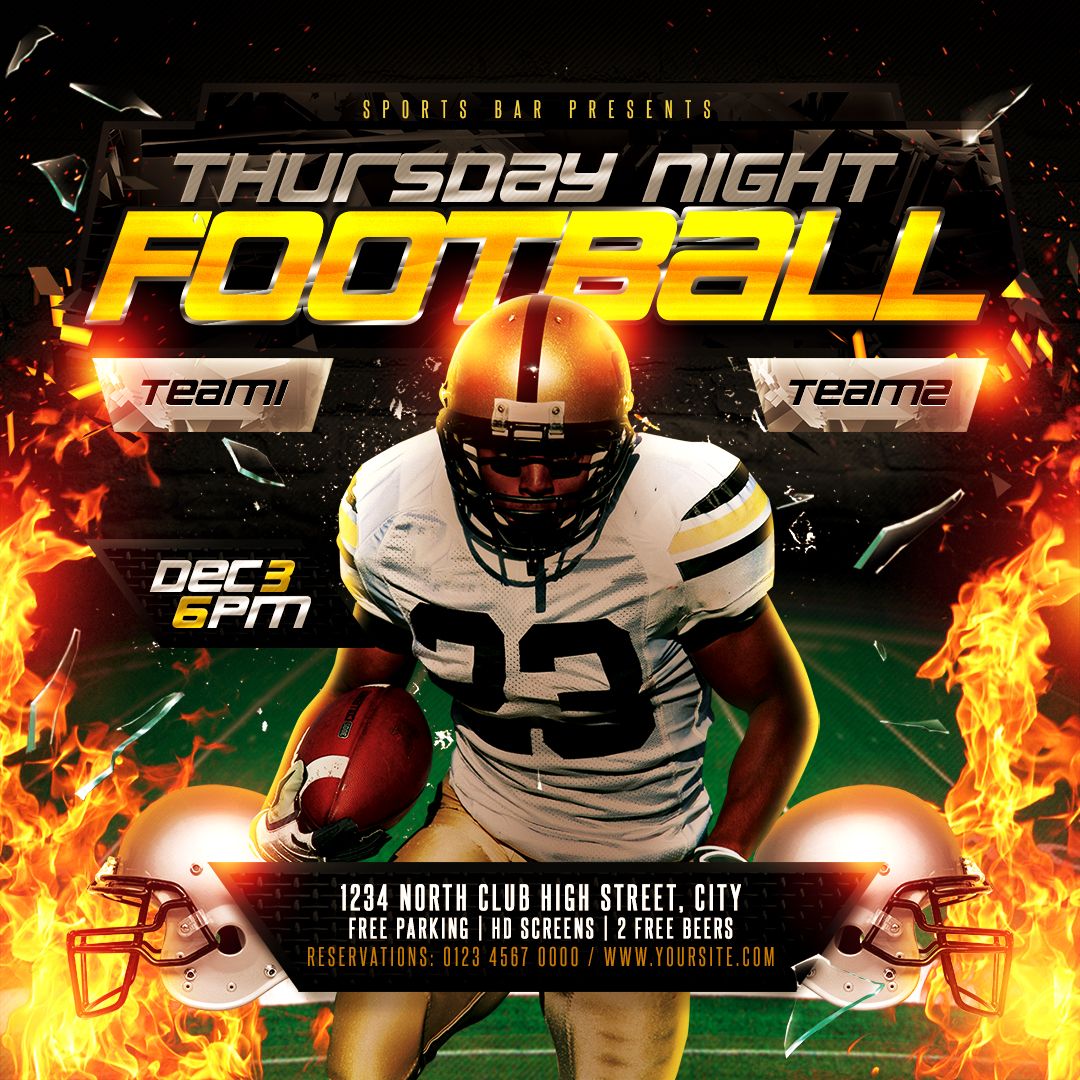 SPORTS BAR PRESENTS
THURSDAY NIGHT
FOOTBALL
TEAM1
TEAM2
DEC 3
6PM
33
1234 NORTH CLUB HIGH STREET, CITY
FREE PARKING | HD SCREENS | 2 FREE BEERS
RESERVATIONS: 0123 4567 0000 / WWW.YOURSITE.COM